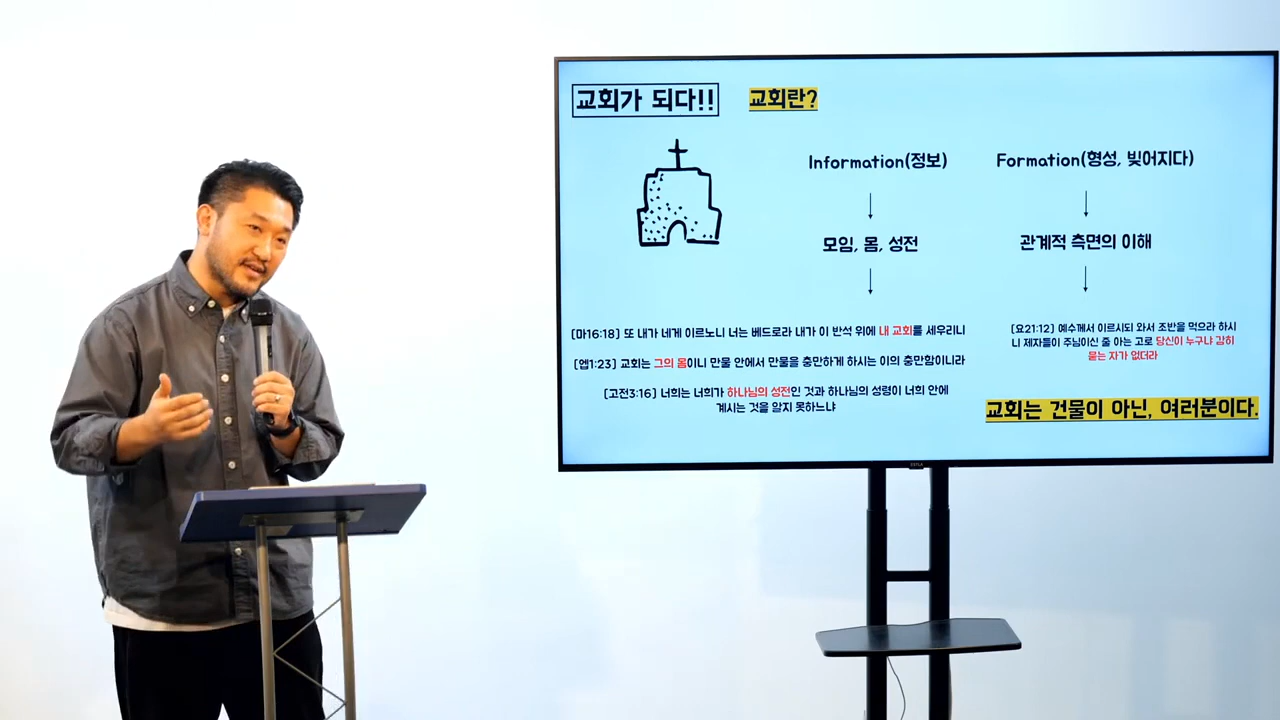 교회가 되다!!
교회란?
Information(정보)
Formation(형성, 빚어지다)
모임, 몸, 성전
관계적 측면의 이해
[마16:18] 또 내가 네게 이르노니 너는 베드로라 내가 이 반석 위에 내 교회를 세우리니
[엡1:23] 교회는 그의 몸이니 만물 안에서 만물을 충만하게 하시는 이의 충만함이니라
[고전3:16] 너희는 너희가 하나님의 성전인 것과 하나님의 성령이 너희 안에
계시는 것을 알지 못하느냐
[요21:12] 예수께서 이르시되 와서 조반을 먹으라 하시
니 제자들이 주님이신 줄 아는 고로 당신이 누구냐 감히
묻는 자가 없더라
교회는 건물이 아닌, 여러분이다.